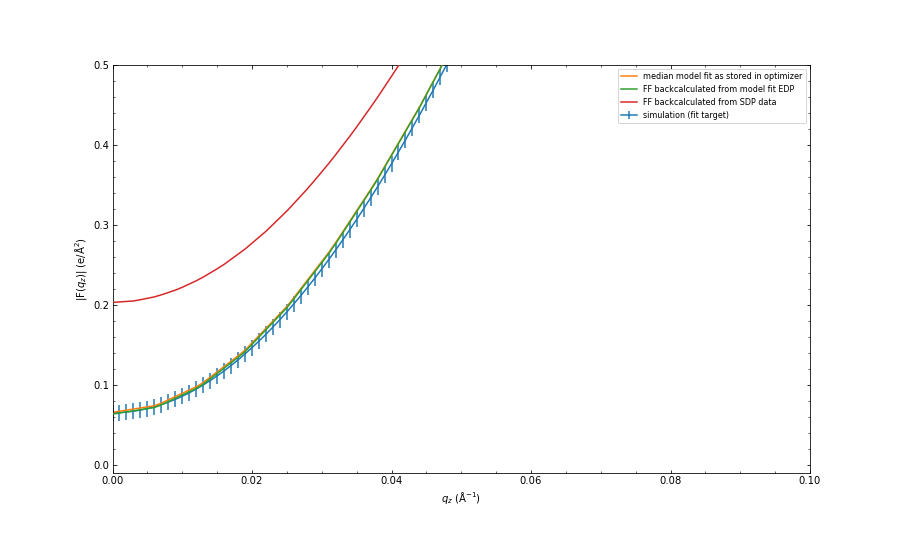 0.5
0.4
0.3
0.2
0.1
0.0
|F(q_z)| (e/Å²)
median model fit as stored in optimizer
FF backcalculated from model fit EDP
FF backcalculated from SDP data
simulation (fit target)
0.00 0.02 0.04 0.06 0.08 0.10
q_z (Å⁻¹)